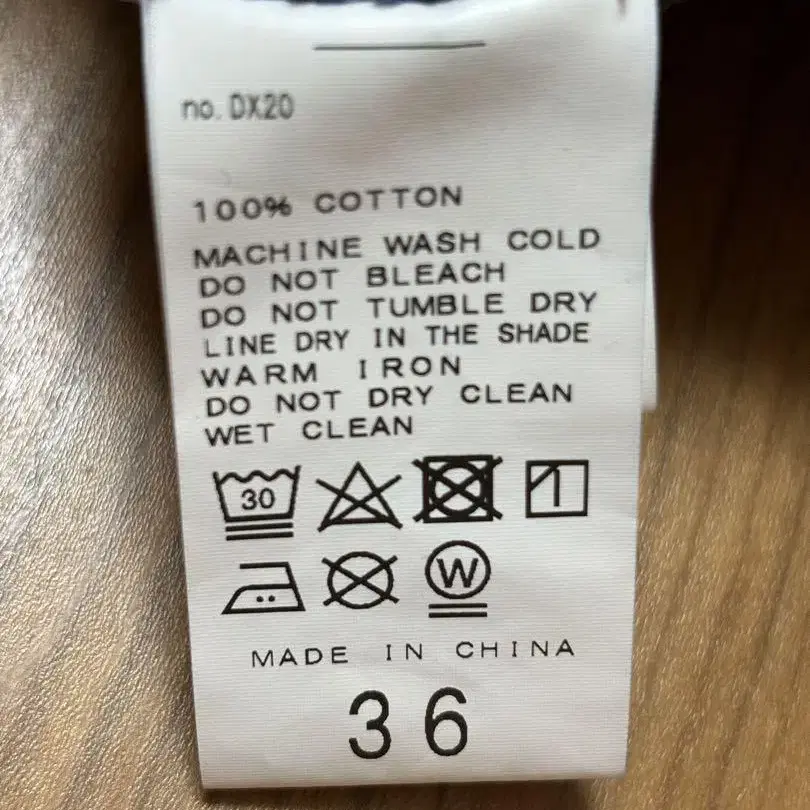 no. DX20
100% COTTON
MACHINE WASH COLD
DO NOT BLEACH
DO NOT TUMBLE DRY
LINE DRY IN THE SHADE
WARM IRON
DO NOT DRY CLEAN
WET CLEAN
30
W
MADE IN CHINA
36